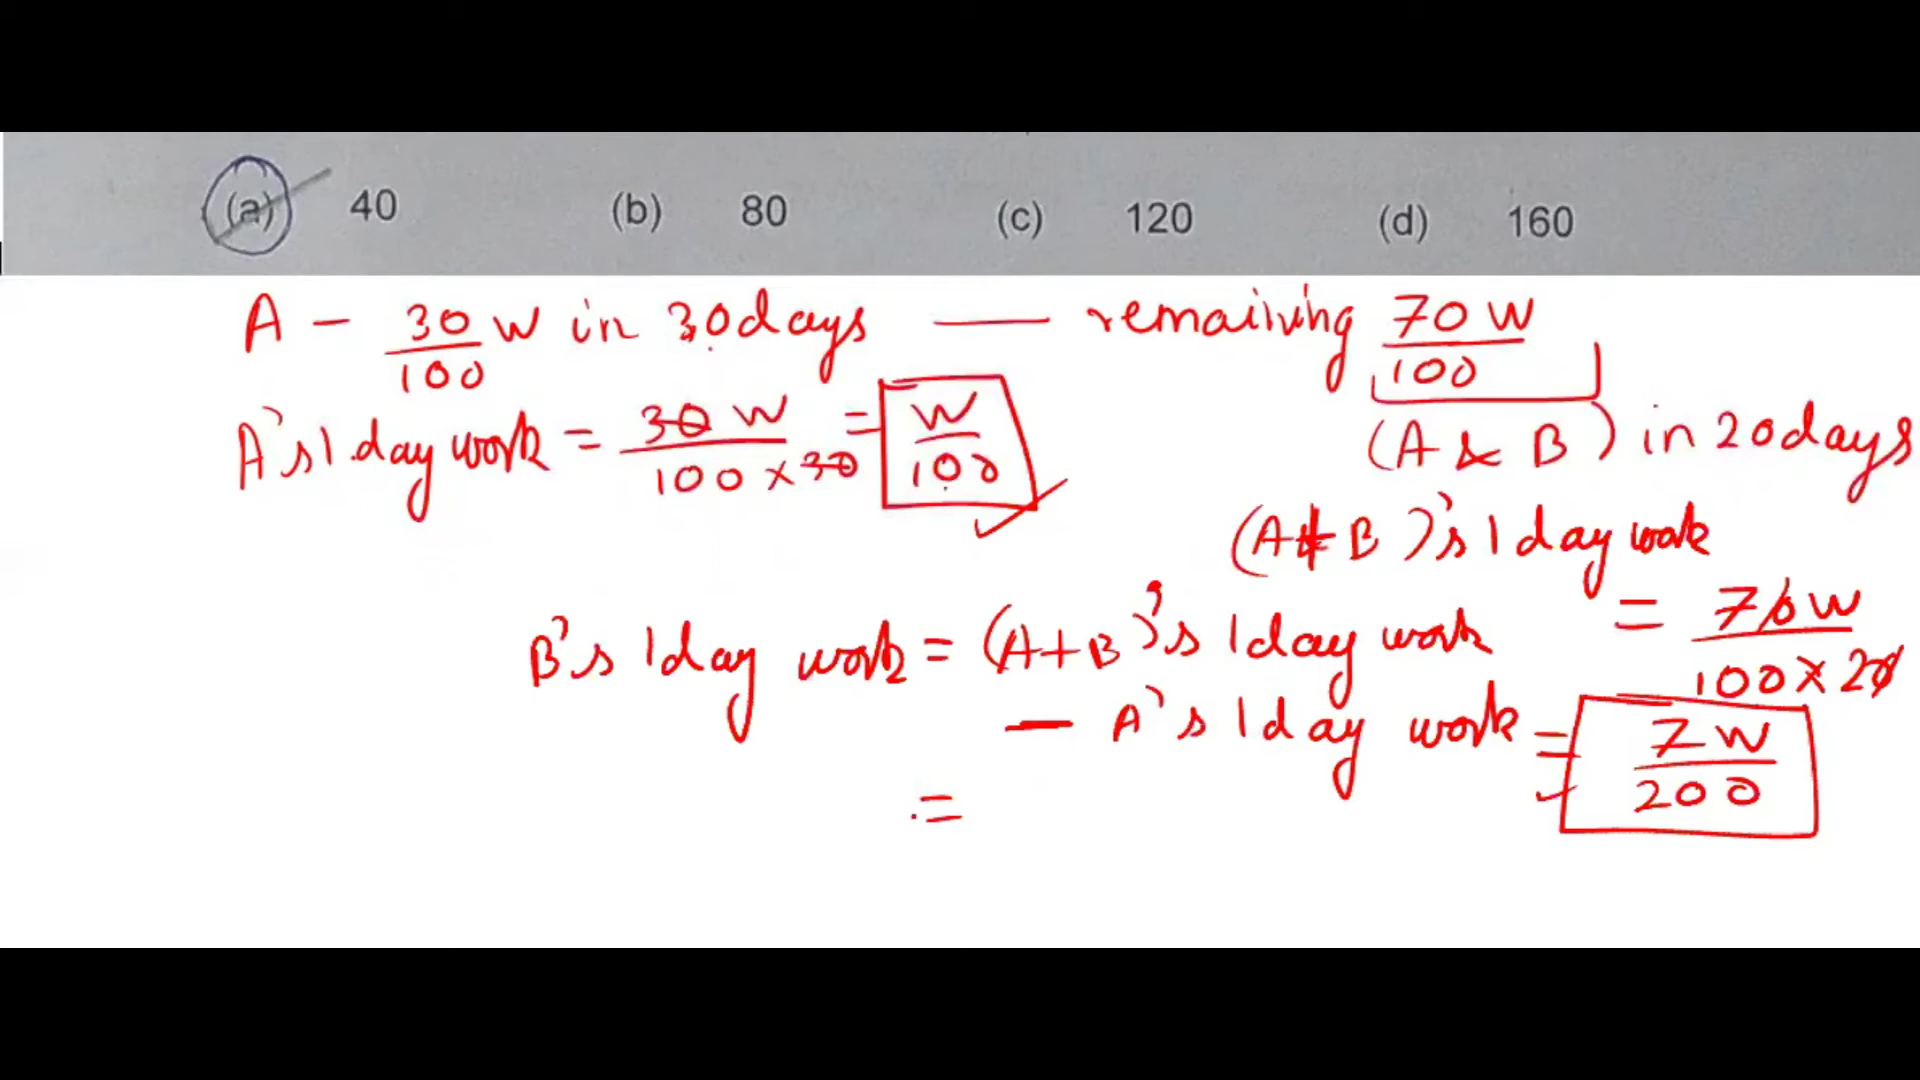 (a) 40 (b) 80 (c) 120 (d) 160
A - 30/100 W in 30 days — remaining 70 W/100
(A & B) in 20 days
A's 1 day work = 30 W/100 × 30 = W/100
(A+B)'s 1 day work
= 70 W/100 × 20
B's 1 day work = (A+B)'s 1 day work
- A's 1 day work
= 7 W/200
=